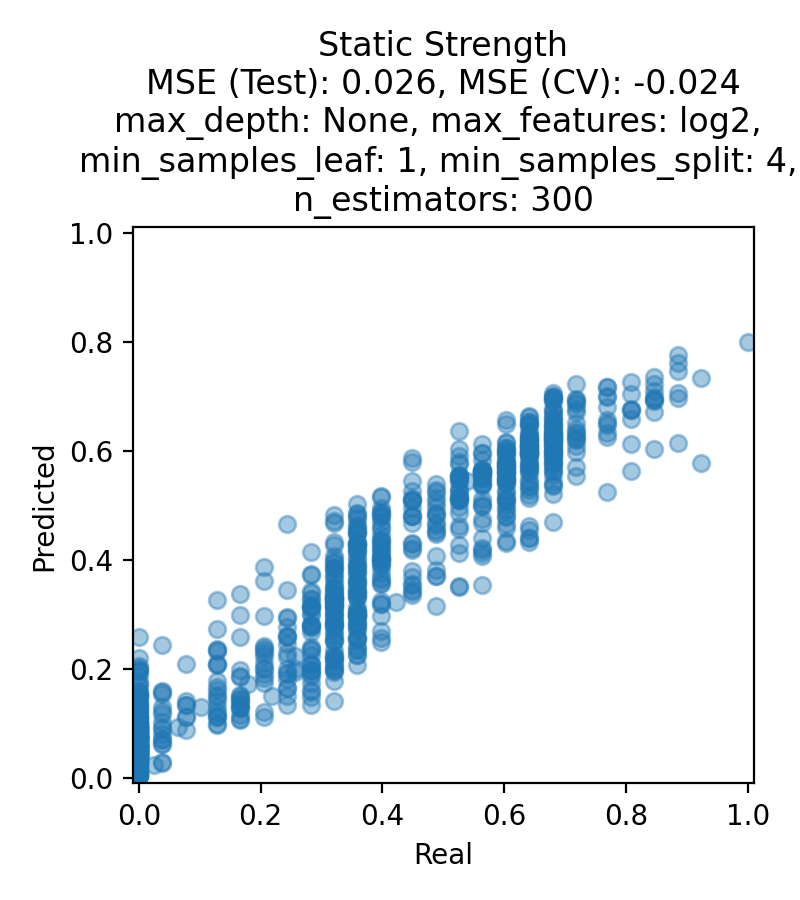 Static Strength
MSE (Test): 0.026, MSE (CV): -0.024
max_depth: None, max_features: log2,
min_samples_leaf: 1, min_samples_split: 4,
n_estimators: 300
1.0
0.8
0.6
0.4
0.2
0.0
Predicted
0.0 0.2 0.4 0.6 0.8 1.0
Real